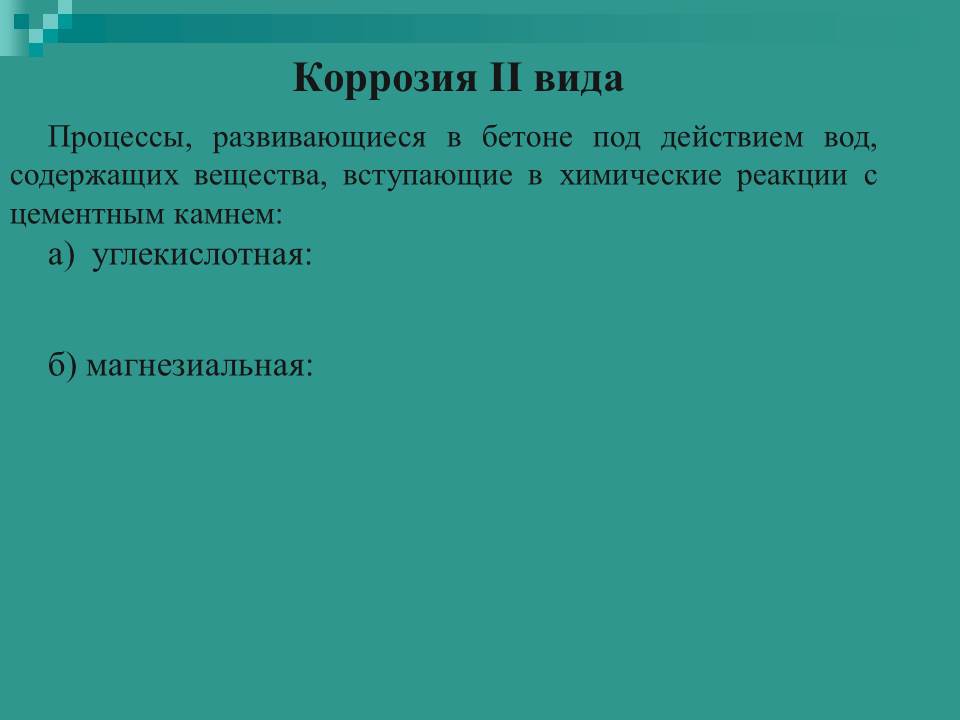 Коррозия II вида
Процессы, развивающиеся в бетоне под действием вод,
содержащих вещества, вступающие в химические реакции с
цементным камнем:
а) углекислотная:
б) магнезиальная: